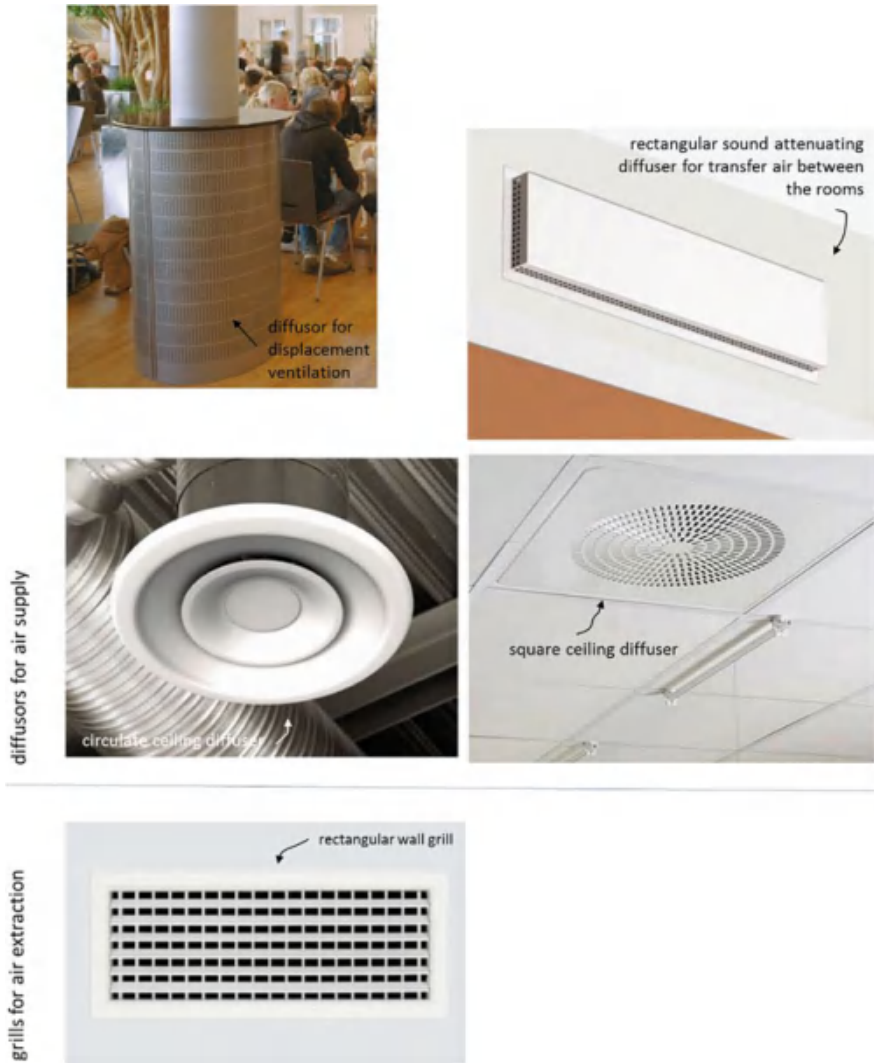 rectangular sound attenuating
diffuser for transfer air between
the rooms
diffusor for
displacement
ventilation
diffusors for air supply
circulate ceiling diffuser
square ceiling diffuser
grills for air extraction
rectangular wall grill